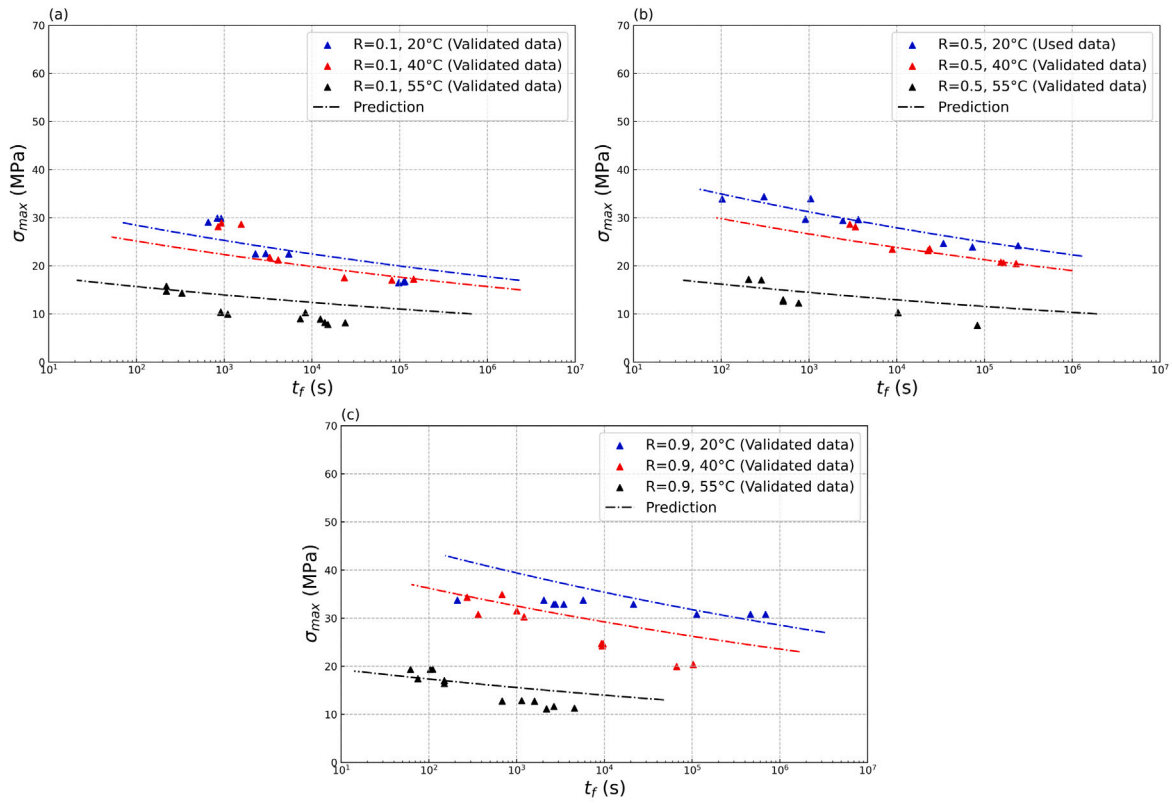 (a)
70
60
50
40
30
20
10
0
σmax (MPa)
R=0.1, 20°C (Validated data)
R=0.1, 40°C (Validated data)
R=0.1, 55°C (Validated data)
Prediction
10¹ 10² 10³ 10⁴ 10⁵ 10⁶ 10⁷
tf (s)
(b)
70
60
50
40
30
20
10
0
σmax (MPa)
R=0.5, 20°C (Used data)
R=0.5, 40°C (Validated data)
R=0.5, 55°C (Validated data)
Prediction
10¹ 10² 10³ 10⁴ 10⁵ 10⁶ 10⁷
tf (s)
(c)
70
60
50
40
30
20
10
0
σmax (MPa)
R=0.9, 20°C (Validated data)
R=0.9, 40°C (Validated data)
R=0.9, 55°C (Validated data)
Prediction
10¹ 10² 10³ 10⁴ 10⁵ 10⁶ 10⁷
tf (s)